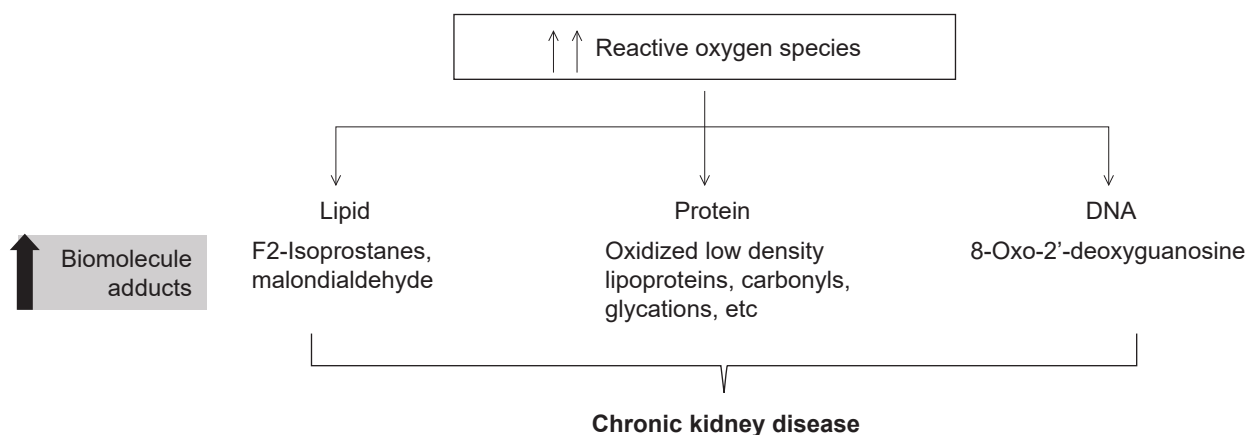 ↑↑ Reactive oxygen species
Lipid
Protein
DNA
Biomolecule
adducts
F2-Isoprostanes,
malondialdehyde
Oxidized low density
lipoproteins, carbonyls,
glycations, etc
8-Oxo-2’-deoxyguanosine
Chronic kidney disease